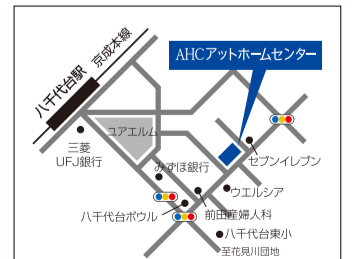 京成本線
八千代台駅
AHCアットホームセンター
ユアエルム
三菱
UFJ銀行
みずほ銀行
セブンイレブン
ウエルシア
八千代台ボウル
前田産婦人科
八千代台東小
至花見川団地